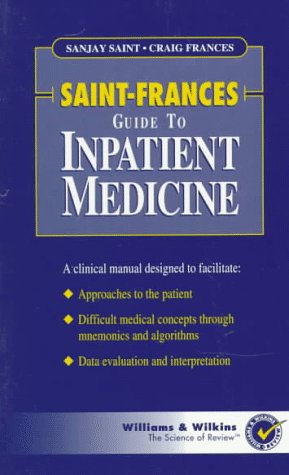 SANJAY SAINT • CRAIG FRANCES
SAINT-FRANCES
GUIDE TO
INPATIENT
MEDICINE
A clinical manual designed to facilitate:
◆ Approaches to the patient
◆ Difficult medical concepts through
mnemonics and algorithms
◆ Data evaluation and interpretation
Williams & Wilkins
The Science of Review™